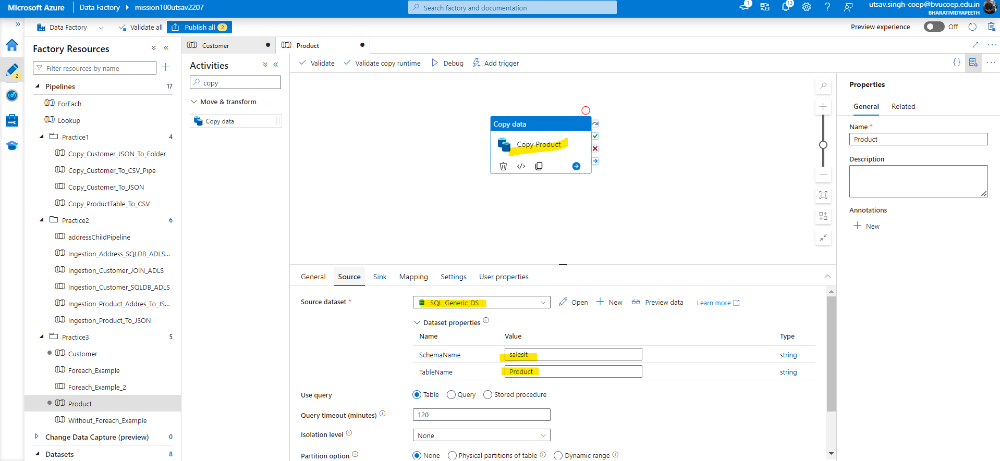 Microsoft Azure
Data Factory
mission100utsav2207
Search factory and documentation
1
13
utsav.singh-coep@bvucoep.edu.in
BHARATIVIDYAPEETH
Data Factory
Validate all
Publish all 2
Preview experience
Off
2
Factory Resources
Filter resources by name
Pipelines 17
ForEach
Lookup
Practice1 4
Copy_Customer_JSON_To_Folder
Copy_Customer_To_CSV_Pipe
Copy_Customer_To_JSON
Copy_ProductTable_To_CSV
Practice2 6
addressChildPipeline
Ingestion_Address_SQLDB_ADLS...
Ingestion_Customer_JOIN_ADLS
Ingestion_Customer_SQLDB_ADLS
Ingestion_Product_Addres_To_JS...
Ingestion_Product_To_JSON
Practice3 5
Customer
Foreach_Example
Foreach_Example_2
Product
Without_Foreach_Example
Change Data Capture (preview) 0
Datasets 8
Customer
Product
Activities
copy
Move & transform
Copy data
Validate
Validate copy runtime
Debug
Add trigger
Copy data
Copy Product
General
Source
Sink
Mapping
Settings
User properties
Source dataset *
SQL_Generic_DS
Open
New
Preview data
Learn more
Dataset properties
Name Value Type
SchemaName saleslt string
TableName Product string
Use query
Table
Query
Stored procedure
Query timeout (minutes)
120
Isolation level
None
Partition option
None
Physical partitions of table
Dynamic range
Properties
General
Related
Name *
Product
Description
Annotations
New